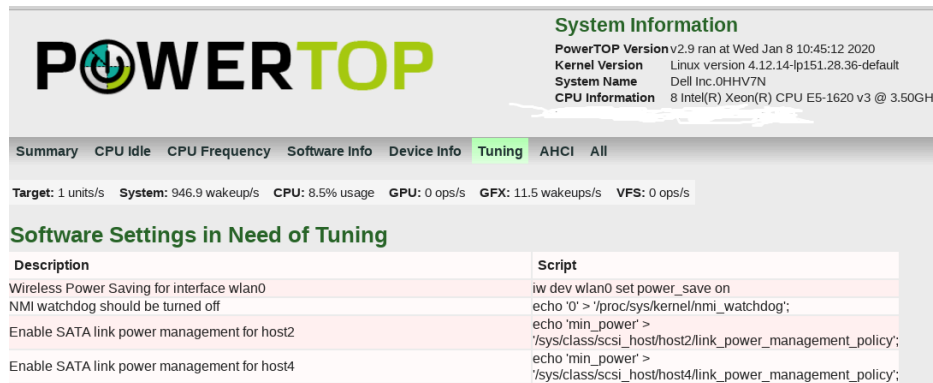 POWERTOP
System Information
PowerTOP Version v2.9 ran at Wed Jan 8 10:45:12 2020
Kernel Version Linux version 4.12.14-lp151.28.36-default
System Name Dell Inc.0HHV7N
CPU Information 8 Intel(R) Xeon(R) CPU E5-1620 v3 @ 3.50GH
Summary CPU Idle CPU Frequency Software Info Device Info Tuning AHCI All
Target: 1 units/s System: 946.9 wakeup/s CPU: 8.5% usage GPU: 0 ops/s GFX: 11.5 wakeups/s VFS: 0 ops/s
Software Settings in Need of Tuning
Description Script
Wireless Power Saving for interface wlan0 iw dev wlan0 set power_save on
NMI watchdog should be turned off echo '0' > '/proc/sys/kernel/nmi_watchdog';
Enable SATA link power management for host2 echo 'min_power' >
'/sys/class/scsi_host/host2/link_power_management_policy';
Enable SATA link power management for host4 echo 'min_power' >
'/sys/class/scsi_host/host4/link_power_management_policy';